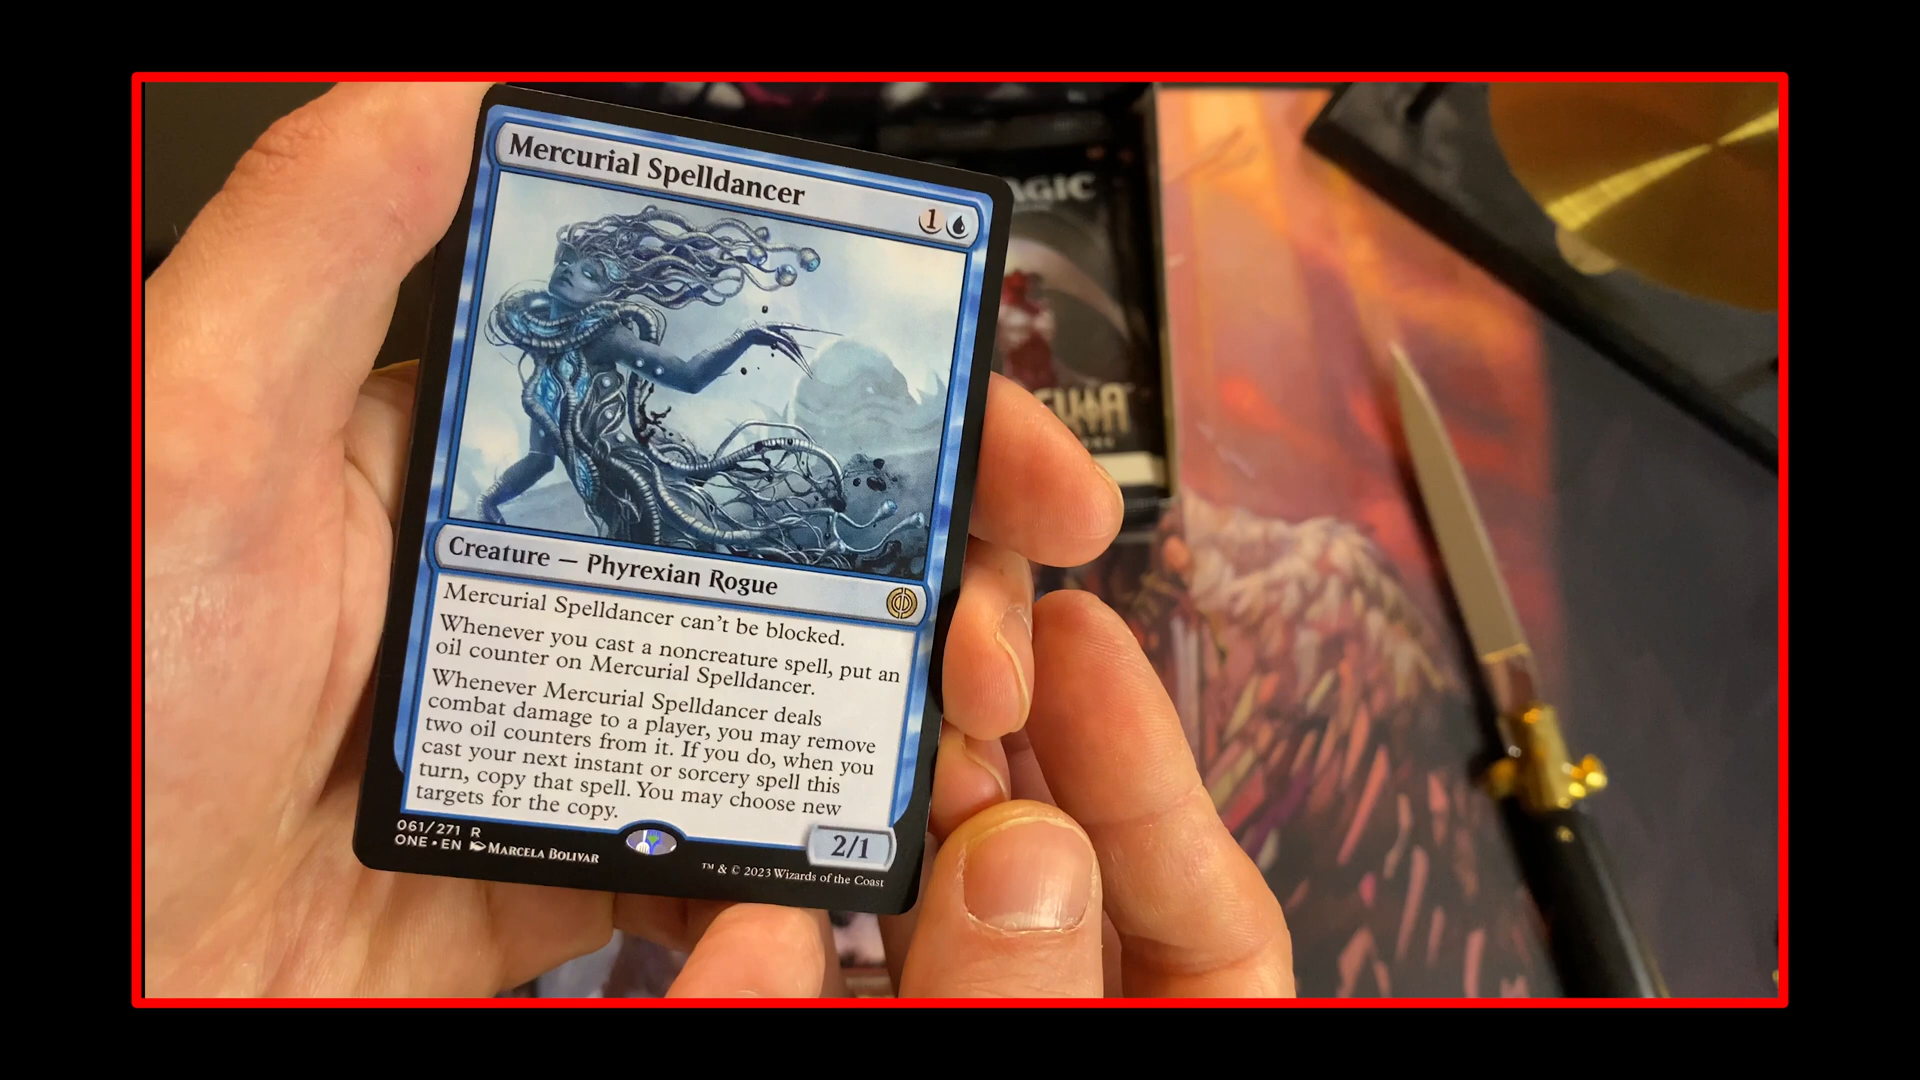 Mercurial Spelldancer
1
Creature — Phyrexian Rogue
Mercurial Spelldancer can't be blocked.
Whenever you cast a noncreature spell, put an
oil counter on Mercurial Spelldancer.
Whenever Mercurial Spelldancer deals
combat damage to a player, you may remove
two oil counters from it. If you do, when you
cast your next instant or sorcery spell this
turn, copy that spell. You may choose new
targets for the copy.
2/1
061/271 R
ONE • EN MARCELA BOLIVAR
™ & © 2023 Wizards of the Coast